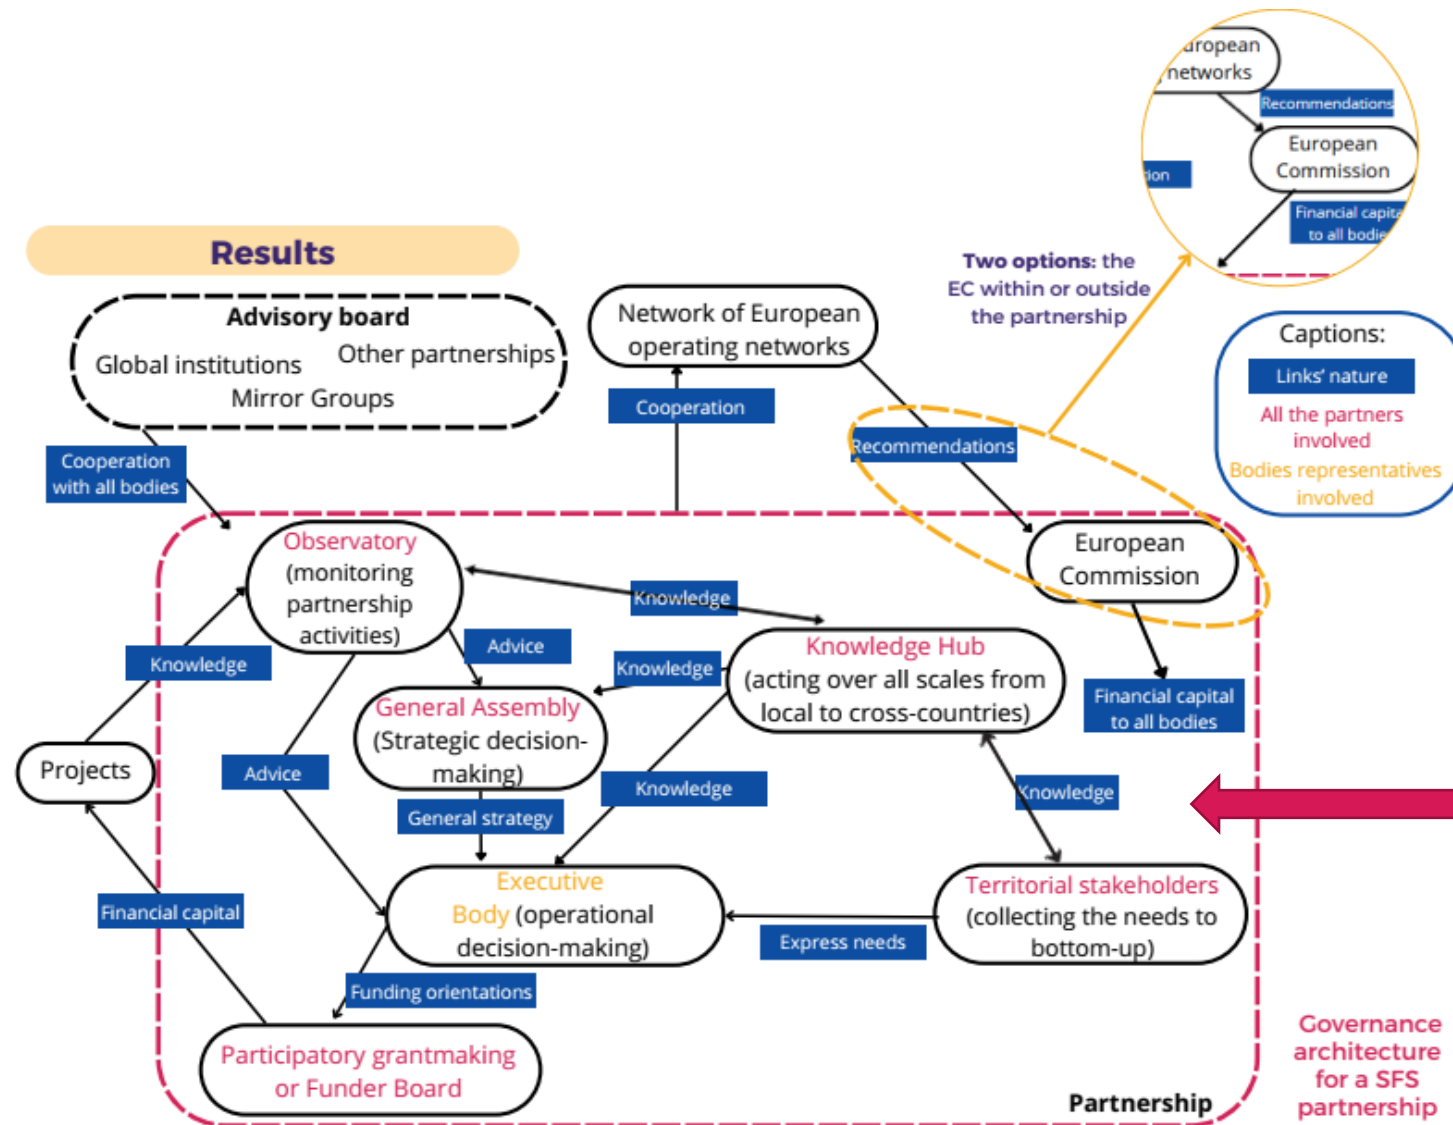 Results
Advisory board
Global institutions
Other partnerships
Mirror Groups
Cooperation
with all bodies
Network of European
operating networks
Cooperation
Two options: the
EC within or outside
the partnership
networks
Recommendations
European
Commission
Financial
to all
Captions:
Links' nature
All the partners
involved
Bodies representatives
involved
Recommendations
European
Commission
Financial capital
to all bodies
Observatory
(monitoring
partnership
activities)
Knowledge
Knowledge
Advice
Knowledge
Knowledge Hub
(acting over all scales from
local to cross-countries)
General Assembly
(Strategic decision-
making)
Projects
Advice
Knowledge
Knowledge
General strategy
Executive
Body (operational
decision-making)
Territorial stakeholders
(collecting the needs to
bottom-up)
Express needs
Financial capital
Funding orientations
Participatory grantmaking
or Funder Board
Partnership
Governance
architecture
for a SFS
partnership